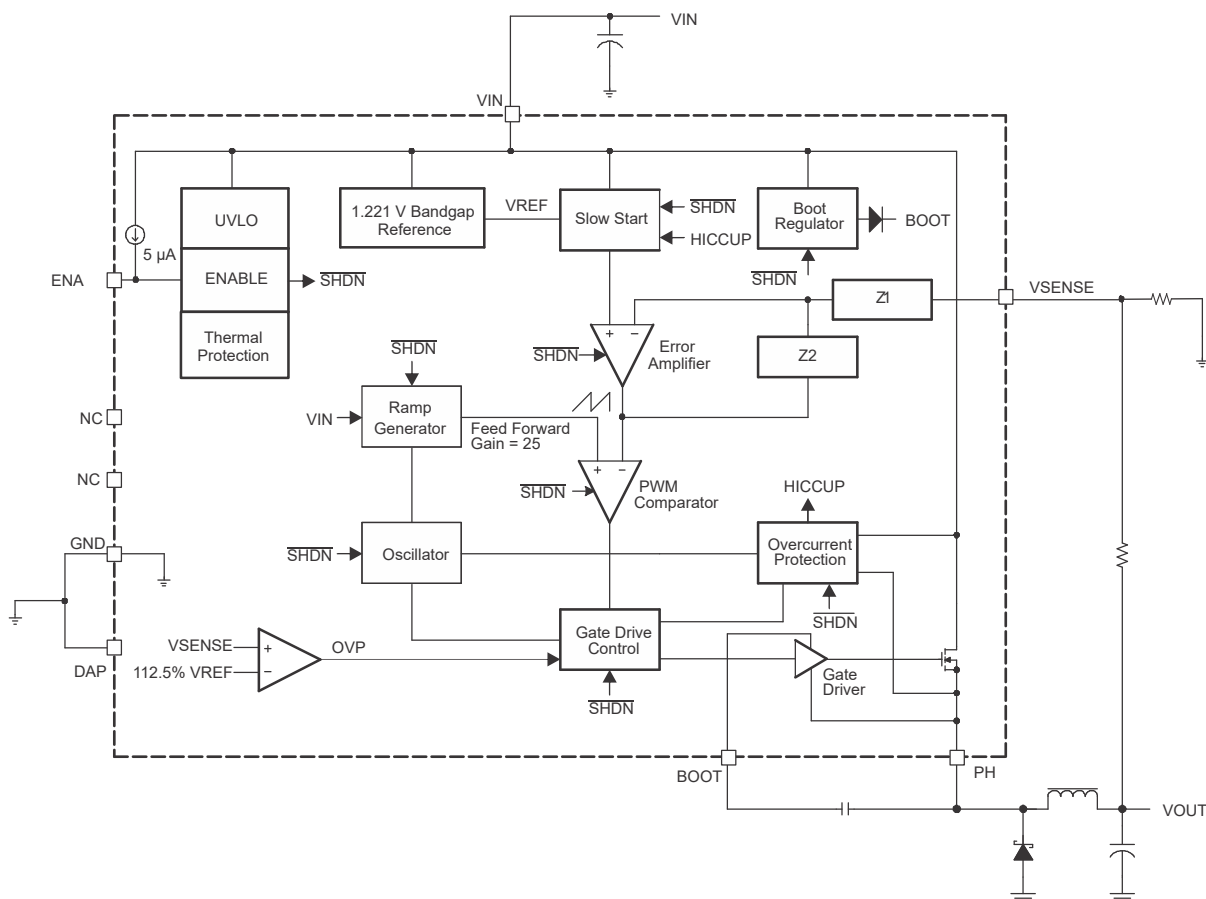 VIN
VIN
UVLO
1.221 V Bandgap
Reference
VREF
Slow Start
SHDN
HICCUP
Boot
Regulator
BOOT
5 µA
ENA
ENABLE
SHDN
SHDN
Z1
VSENSE
Thermal
Protection
SHDN
+ −
Error
Amplifier
Z2
SHDN
NC
VIN
Ramp
Generator
Feed Forward
Gain = 25
NC
+ −
SHDN
PWM
Comparator
HICCUP
GND
SHDN
Oscillator
Overcurrent
Protection
SHDN
DAP
VSENSE
+
112.5% VREF
−
OVP
Gate Drive
Control
SHDN
Gate
Driver
BOOT
PH
VOUT